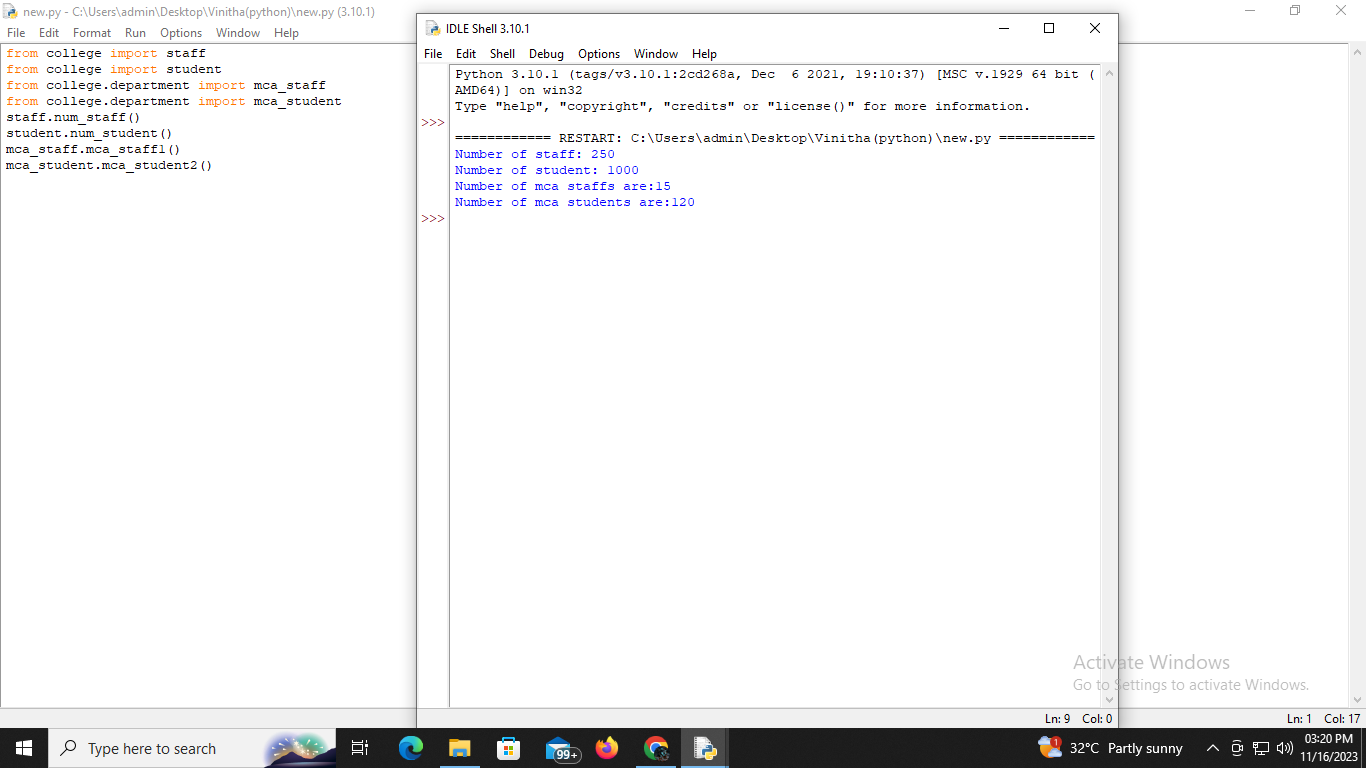 new.py - C:\Users\admin\Desktop\Vinitha(python)\new.py (3.10.1)
File Edit Format Run Options Window Help
from college import staff
from college import student
from college.department import mca_staff
from college.department import mca_student
staff.num_staff()
student.num_student()
mca_staff.mca_staff1()
mca_student.mca_student2()
IDLE Shell 3.10.1
File Edit Shell Debug Options Window Help
Python 3.10.1 (tags/v3.10.1:2cd268a, Dec  6 2021, 19:10:37) [MSC v.1929 64 bit (
AMD64)] on win32
Type "help", "copyright", "credits" or "license()" for more information.
>>>
============ RESTART: C:\Users\admin\Desktop\Vinitha(python)\new.py ============
Number of staff: 250
Number of student: 1000
Number of mca staffs are:15
Number of mca students are:120
>>>
Activate Windows
Go to Settings to activate Windows.
Ln: 9 Col: 0
Ln: 1 Col: 17
Type here to search
99+
1
32°C Partly sunny
03:20 PM
11/16/2023